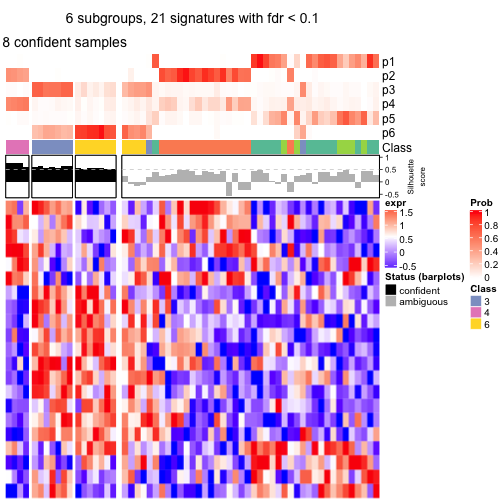 6 subgroups, 21 signatures with fdr < 0.1
8 confident samples
p1
p2
p3
p4
p5
p6
Class
1
0.5
0
-0.5
Silhouette
score
expr
1.5
1
0.5
0
-0.5
Status (barplots)
confident
ambiguous
Prob
1
0.8
0.6
0.4
0.2
0
Class
3
4
6